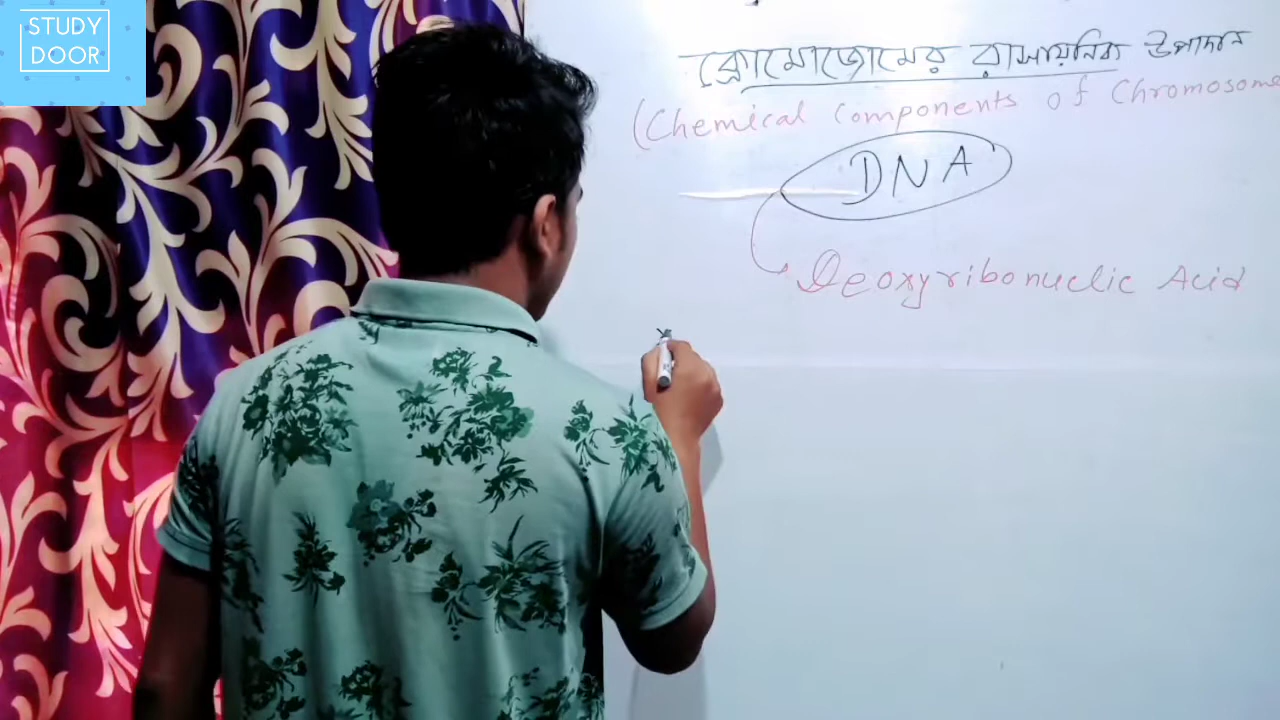 STUDY
DOOR
ক্রোমোজোমের রাসায়নিক উপাদান
(Chemical Components of Chromosome
DNA
Deoxyribonuclic Acid